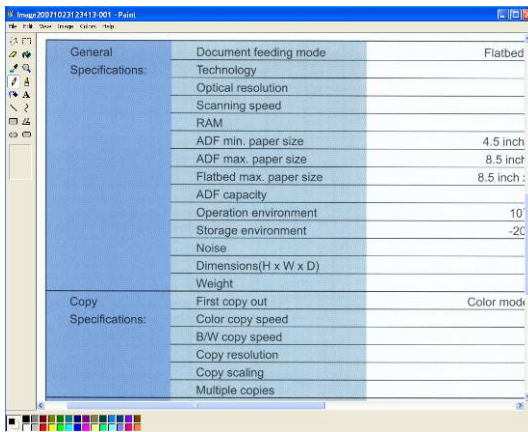 Image20071023123413-001 - Paint
File Edit View Image Colors Help
General Document feeding mode Flatbed
Specifications: Technology
Optical resolution
Scanning speed
RAM
ADF min. paper size 4.5 inch
ADF max. paper size 8.5 inch
Flatbed max. paper size 8.5 inch
ADF capacity
Operation environment 10
Storage environment -20
Noise
Dimensions(H x W x D)
Weight
Copy First copy out Color mode
Specifications: Color copy speed
B/W copy speed
Copy resolution
Copy scaling
Multiple copies